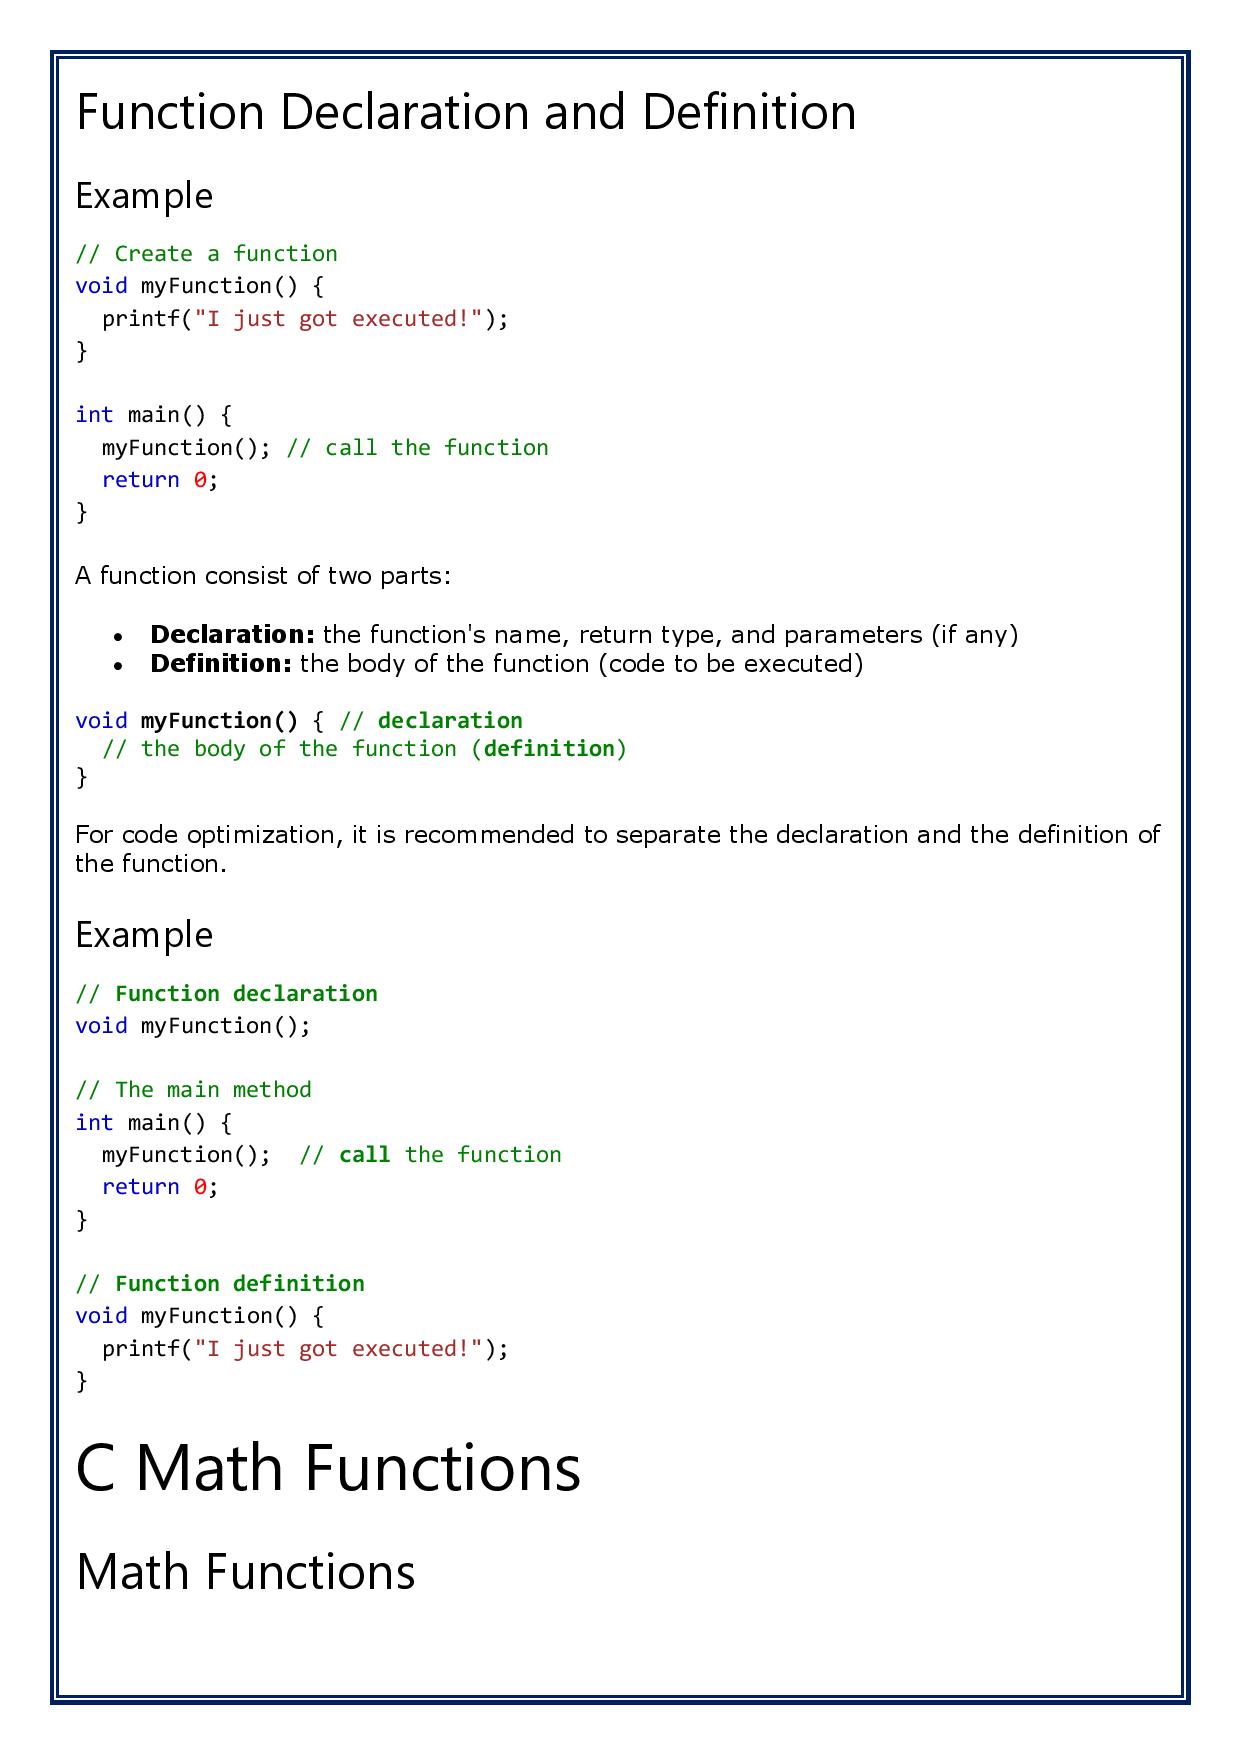 Function Declaration and Definition
Example
// Create a function
void myFunction() {
  printf("I just got executed!");
}
int main() {
  myFunction(); // call the function
  return 0;
}
A function consist of two parts:
• Declaration: the function's name, return type, and parameters (if any)
• Definition: the body of the function (code to be executed)
void myFunction() { // declaration
  // the body of the function (definition)
}
For code optimization, it is recommended to separate the declaration and the definition of
the function.
Example
// Function declaration
void myFunction();
// The main method
int main() {
  myFunction();  // call the function
  return 0;
}
// Function definition
void myFunction() {
  printf("I just got executed!");
}
C Math Functions
Math Functions